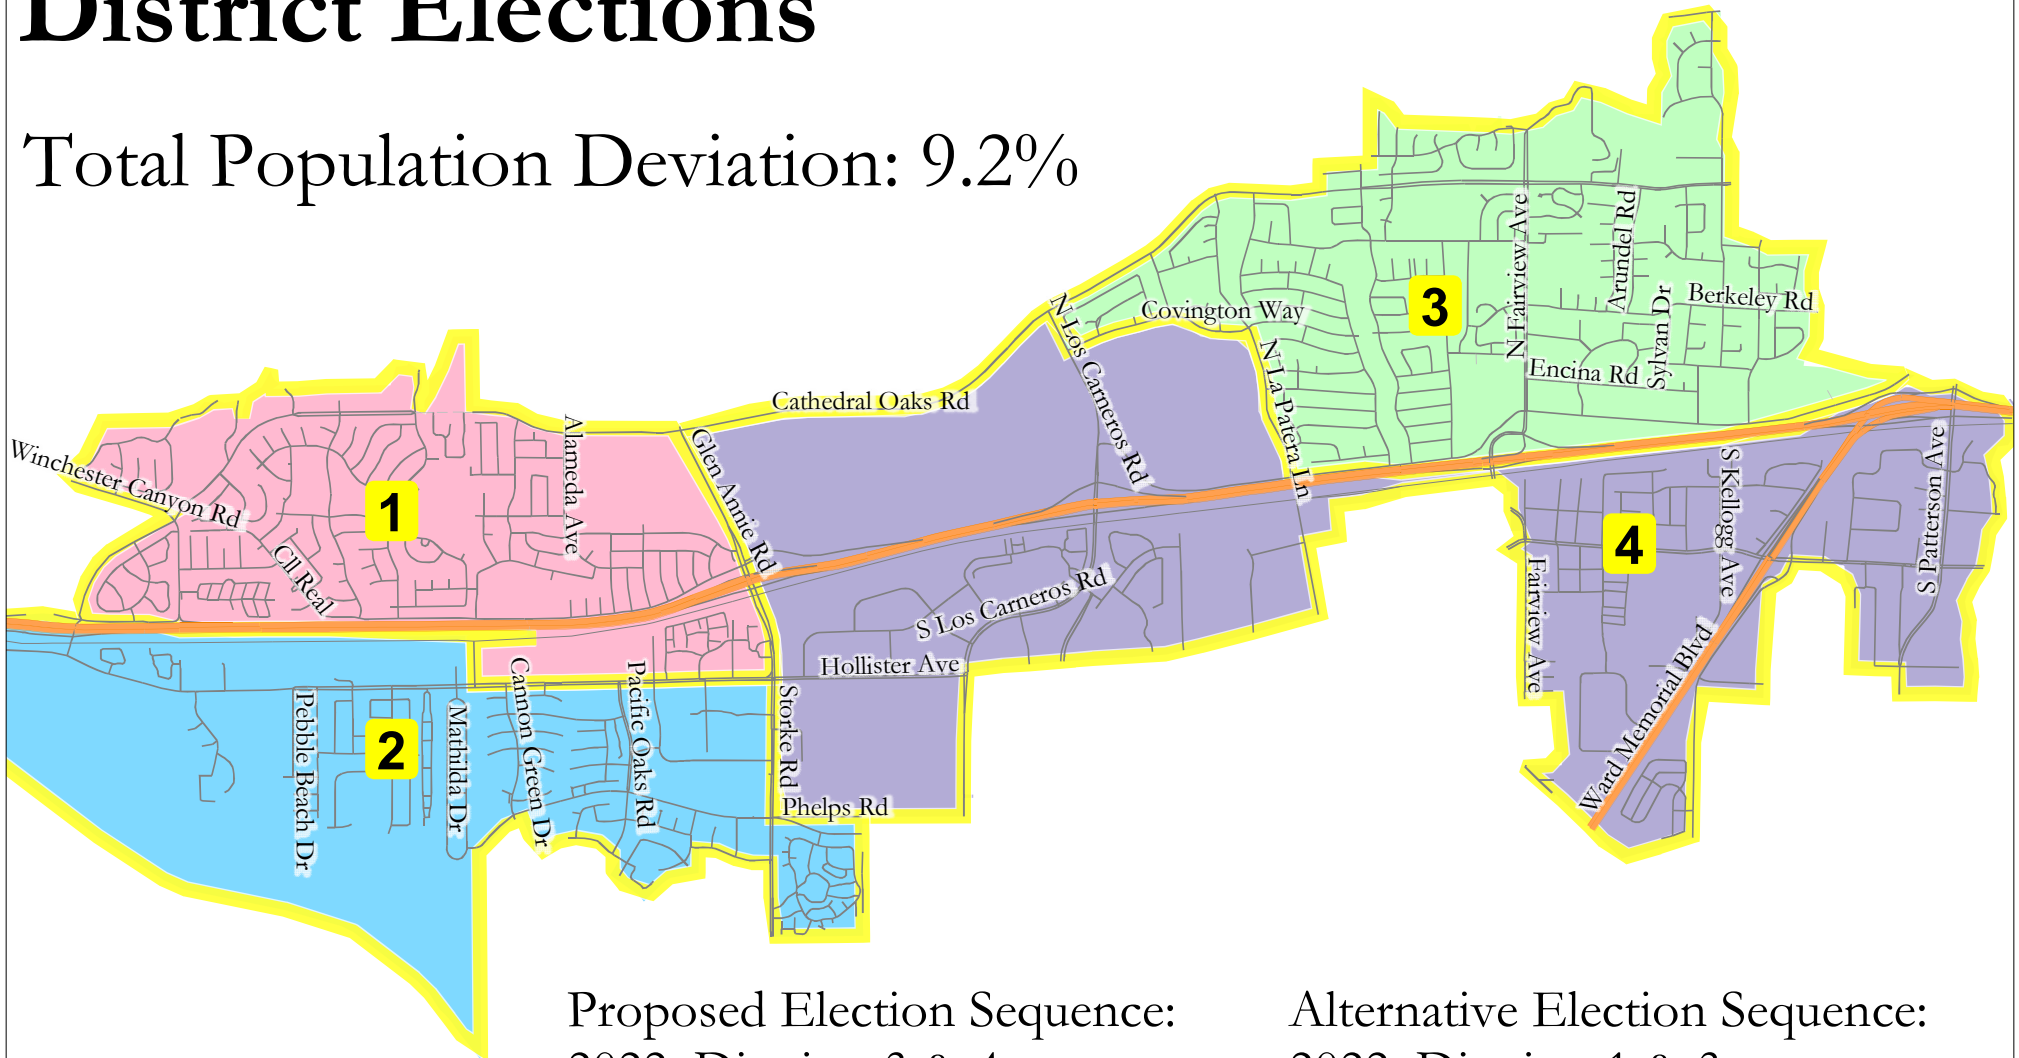 District Elections
Total Population Deviation: 9.2%
N Fairview Ave
Arundel Rd
Sylvan Dr
Berkeley Rd
3
N Los Carneros Rd
Covington Way
N La Patera Ln
Encina Rd
Cathedral Oaks Rd
Winchester Canyon Rd
Alameda Ave
Glen Annie Rd
1
Cll Real
S Kellogg Ave
S Patterson Ave
4
Fairview Ave
S Los Carneros Rd
Hollister Ave
Ward Memorial Blvd
Pebble Beach Dr
2
Mathilda Dr
Cannon Green Dr
Pacific Oaks Rd
Storke Rd
Phelps Rd
Proposed Election Sequence:
Alternative Election Sequence: